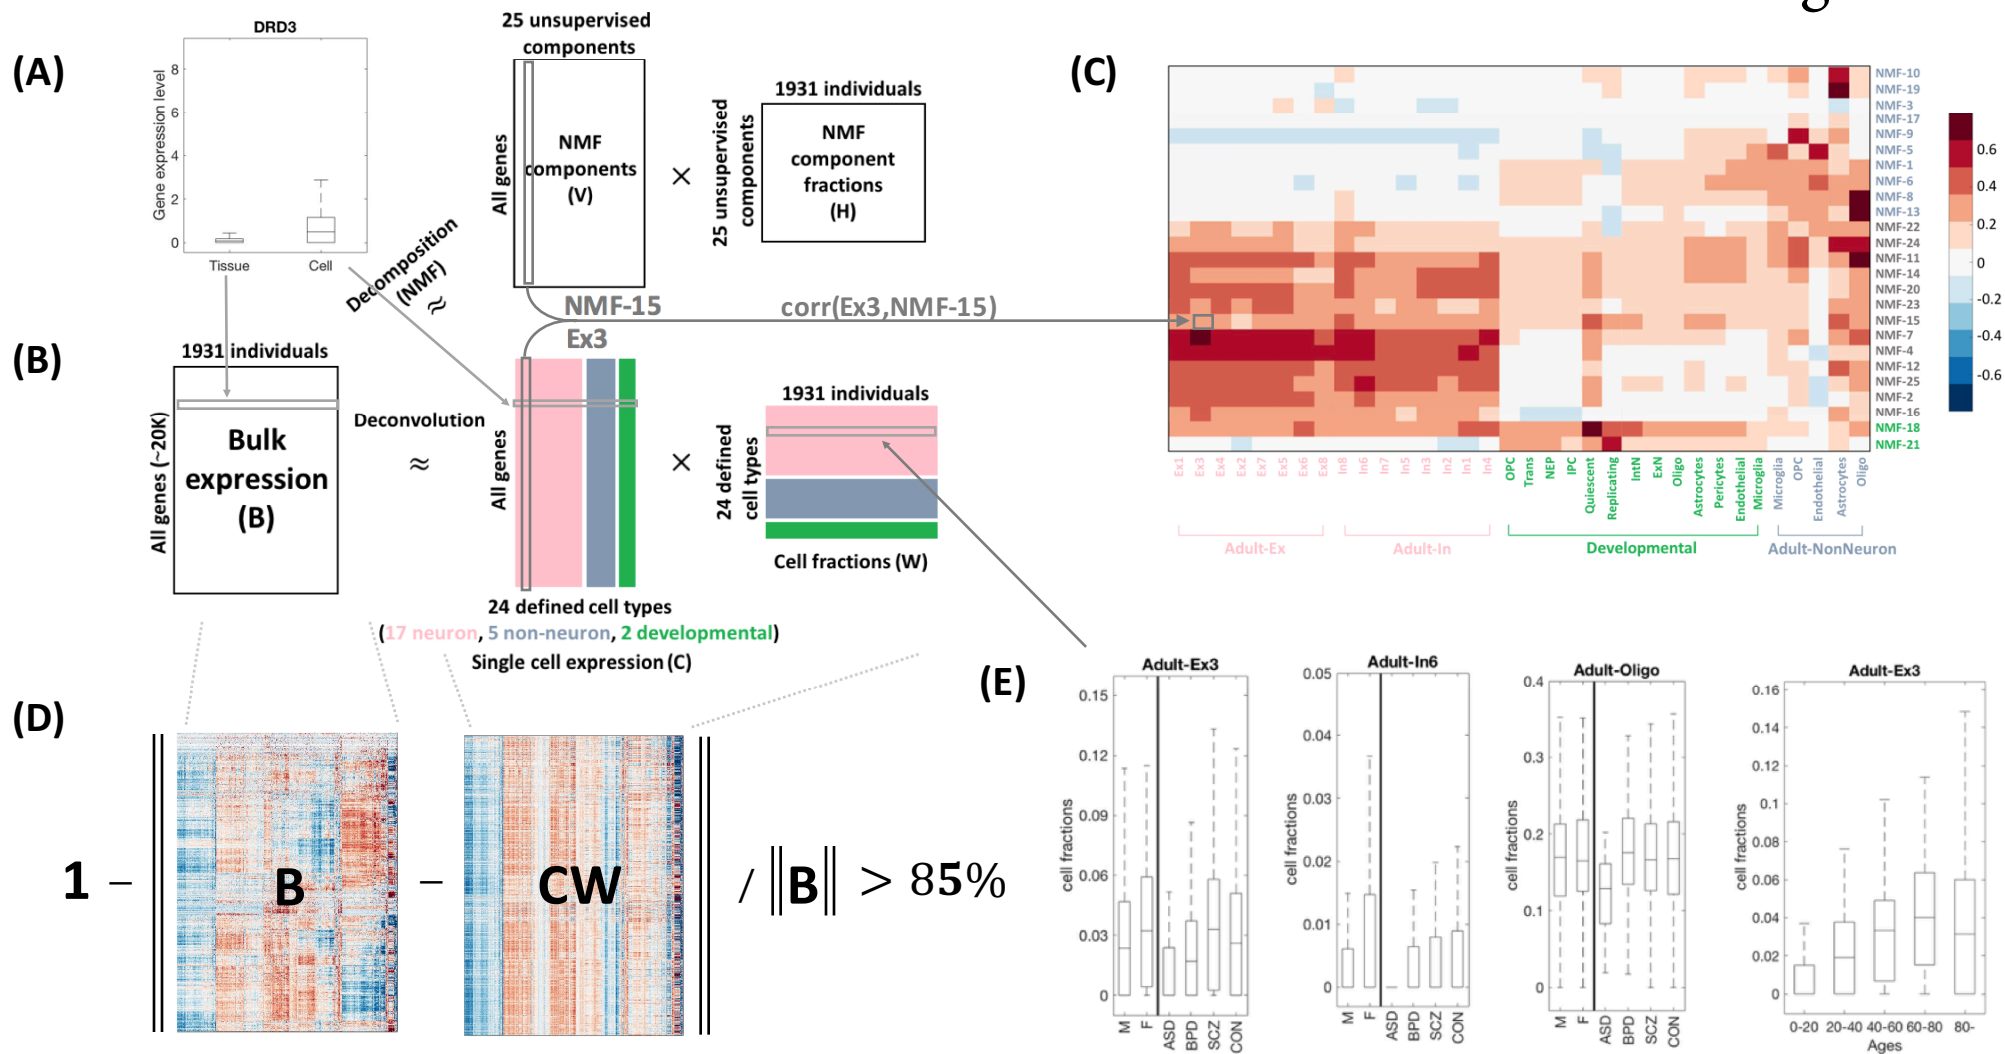 g
(A)
DRD3
Gene expression level
8
6
4
2
0
Tissue
Cell
25 unsupervised
components
All genes
NMF
components
(V)
×
25 unsupervised
components
1931 individuals
NMF
component
fractions
(H)
Decomposition
(NMF)
≈
NMF-15
Ex3
corr(Ex3,NMF-15)
(B)
1931 individuals
All genes (~20K)
Bulk
expression
(B)
Deconvolution
≈
All genes
×
24 defined
cell types
1931 individuals
Cell fractions (W)
24 defined cell types
(17 neuron, 5 non-neuron, 2 developmental)
Single cell expression (C)
(C)
NMF-10
NMF-19
NMF-3
NMF-17
NMF-9
NMF-5
NMF-1
NMF-6
NMF-8
NMF-13
NMF-22
NMF-24
NMF-11
NMF-14
NMF-20
NMF-23
NMF-15
NMF-7
NMF-4
NMF-12
NMF-25
NMF-2
NMF-16
NMF-18
NMF-21
0.6
0.4
0.2
0
-0.2
-0.4
-0.6
Ex1
Ex3
Ex4
Ex2
Ex7
Ex5
Ex6
Ex8
In8
In6
In7
In5
In3
In2
In1
In4
OPC
Trans
NEP
IPC
Quiescent
Replicating
IntN
ExN
Oligo
Astrocytes
Pericytes
Endothelial
Microglia
Microglia
OPC
Endothelial
Astrocytes
Oligo
Adult-Ex
Adult-In
Developmental
Adult-NonNeuron
(D)
1 – ‖ B – CW ‖ / ‖B‖ > 85%
(E)
Adult-Ex3
cell fractions
0.15
0.12
0.09
0.06
0.03
0
M
F
ASD
BPD
SCZ
CON
Adult-In6
cell fractions
0.05
0.04
0.03
0.02
0.01
0
M
F
ASD
BPD
SCZ
CON
Adult-Oligo
cell fractions
0.4
0.3
0.2
0.1
0
M
F
ASD
BPD
SCZ
CON
Adult-Ex3
cell fractions
0.16
0.14
0.12
0.1
0.08
0.06
0.04
0.02
0
0-20
20-40
40-60
60-80
80-
Ages